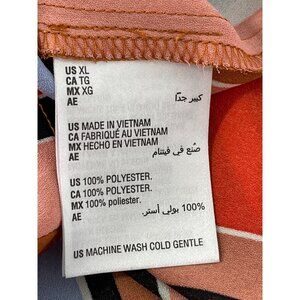 US XL
CA TG
MX XG
AE كبير جدًا
US MADE IN VIETNAM
CA FABRIQUÉ AU VIETNAM
MX HECHO EN VIETNAM
AE صُنع في فيتنام
US 100% POLYESTER.
CA 100% POLYESTER.
MX 100% poliester.
AE 100% بولي أستر.
US MACHINE WASH COLD GENTLE